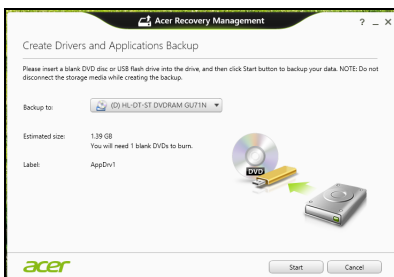 Acer Recovery Management
? _ ×
Create Drivers and Applications Backup
Please insert a blank DVD disc or USB flash drive into the drive, and then click Start button to backup your data. NOTE: Do not
disconnect the storage media while creating the backup.
Backup to: (D) HL-DT-ST DVDRAM GU71N
Estimated size: 1.39 GB
You will need 1 blank DVDs to burn.
Label: AppDrv1
DVD
acer
Start Cancel